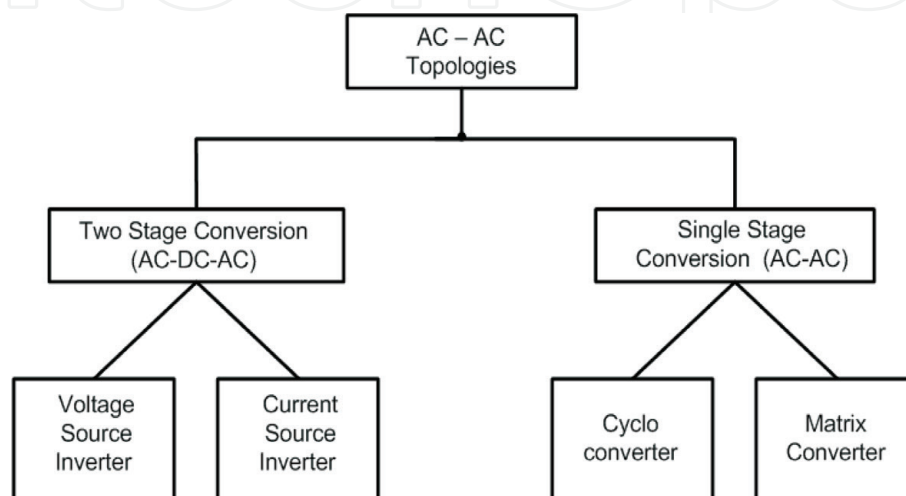 AC – AC
Topologies
Two Stage Conversion
(AC-DC-AC)
Single Stage
Conversion (AC-AC)
Voltage
Source
Inverter
Current
Source
Inverter
Cyclo
converter
Matrix
Converter